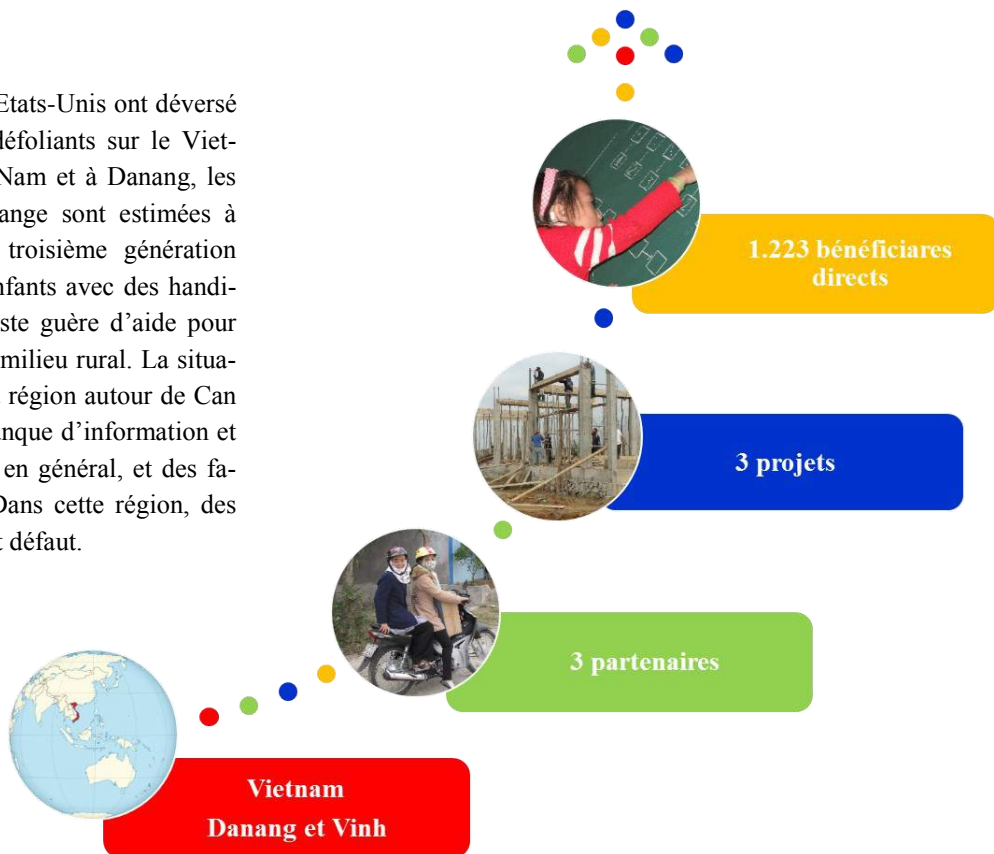 Etats-Unis ont déversé
défoliants sur le Viet-
Nam et à Danang, les
ange sont estimées à
troisième génération
nfants avec des handi-
ste guère d'aide pour
milieu rural. La situa-
région autour de Can
nque d'information et
en général, et des fa-
Dans cette région, des
t défaut.
1.223 bénéficiares
directs
3 projets
3 partenaires
Vietnam
Danang et Vinh